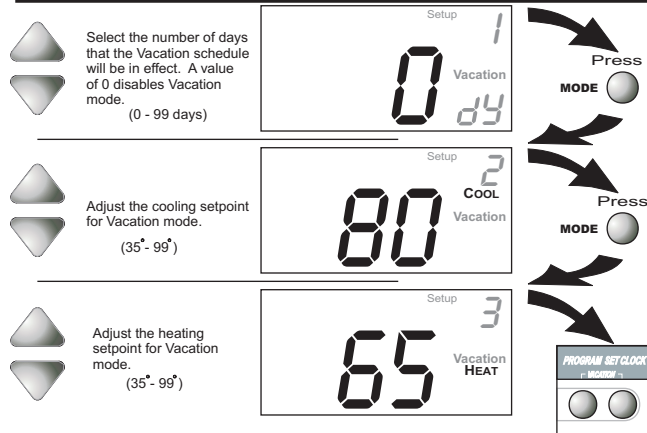 Select the number of days
that the Vacation schedule
will be in effect. A value
of 0 disables Vacation
mode.
(0 - 99 days)
Setup 1
0
Vacation
dY
Press
MODE
Adjust the cooling setpoint
for Vacation mode.
(35°- 99°)
Setup 2
COOL
80
Vacation
Press
MODE
Adjust the heating
setpoint for Vacation
mode.
(35°- 99°)
Setup 3
65
Vacation
HEAT
PROGRAM SET CLOCK
VACATION